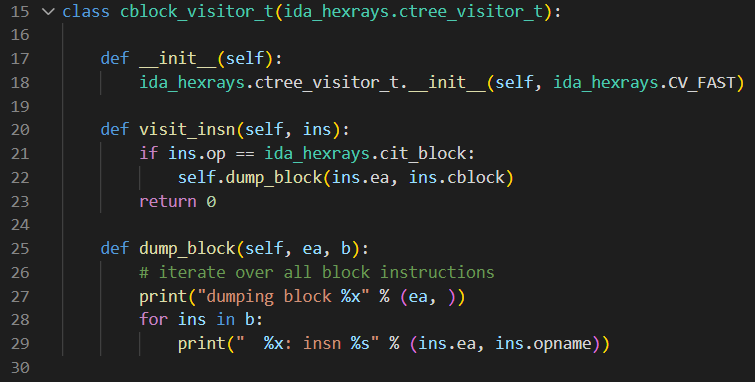 15 class cblock_visitor_t(ida_hexrays.ctree_visitor_t):
16
17     def __init__(self):
18         ida_hexrays.ctree_visitor_t.__init__(self, ida_hexrays.CV_FAST)
19
20     def visit_insn(self, ins):
21         if ins.op == ida_hexrays.cit_block:
22             self.dump_block(ins.ea, ins.cblock)
23         return 0
24
25     def dump_block(self, ea, b):
26         # iterate over all block instructions
27         print("dumping block %x" % (ea, ))
28         for ins in b:
29             print("  %x: insn %s" % (ins.ea, ins.opname))
30